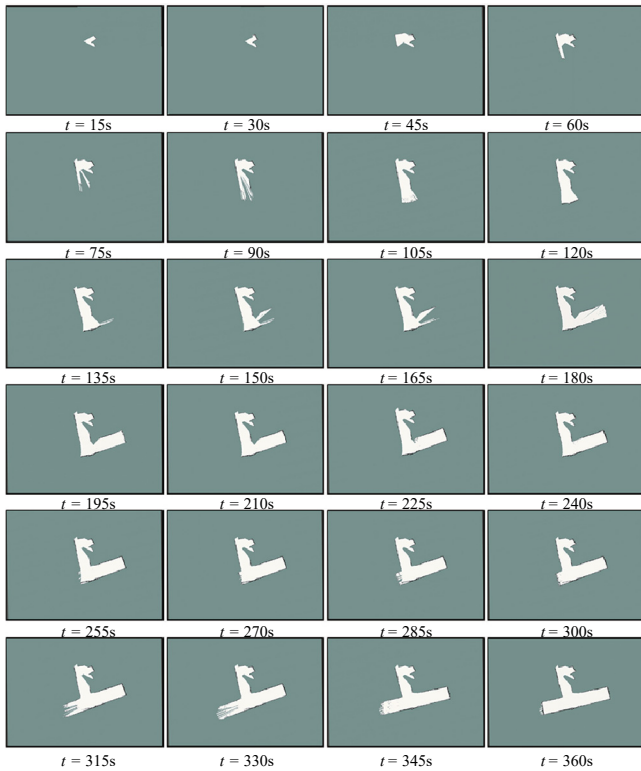 t = 15s t = 30s t = 45s t = 60s
t = 75s t = 90s t = 105s t = 120s
t = 135s t = 150s t = 165s t = 180s
t = 195s t = 210s t = 225s t = 240s
t = 255s t = 270s t = 285s t = 300s
t = 315s t = 330s t = 345s t = 360s